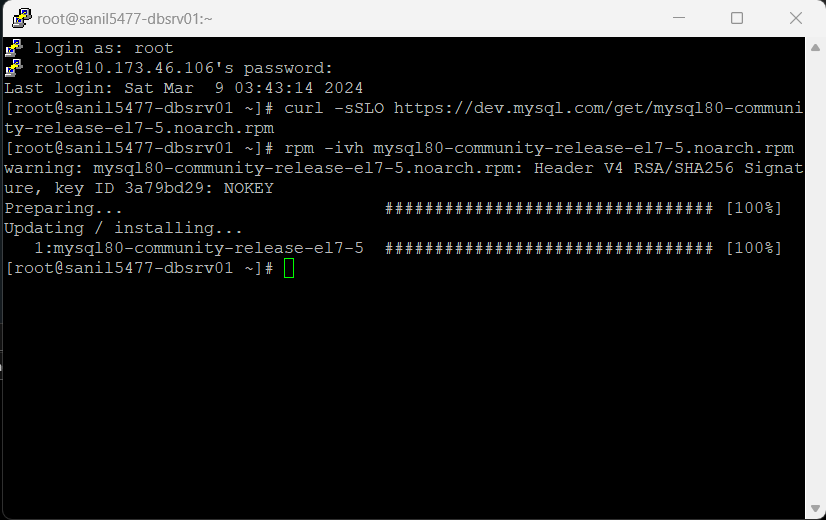 root@sanil5477-dbsrv01:~
login as: root
root@10.173.46.106's password:
Last login: Sat Mar  9 03:43:14 2024
[root@sanil5477-dbsrv01 ~]# curl -sSLO https://dev.mysql.com/get/mysql80-communi
ty-release-el7-5.noarch.rpm
[root@sanil5477-dbsrv01 ~]# rpm -ivh mysql80-community-release-el7-5.noarch.rpm
warning: mysql80-community-release-el7-5.noarch.rpm: Header V4 RSA/SHA256 Signat
ure, key ID 3a79bd29: NOKEY
Preparing...                          ################################# [100%]
Updating / installing...
   1:mysql80-community-release-el7-5  ################################# [100%]
[root@sanil5477-dbsrv01 ~]#